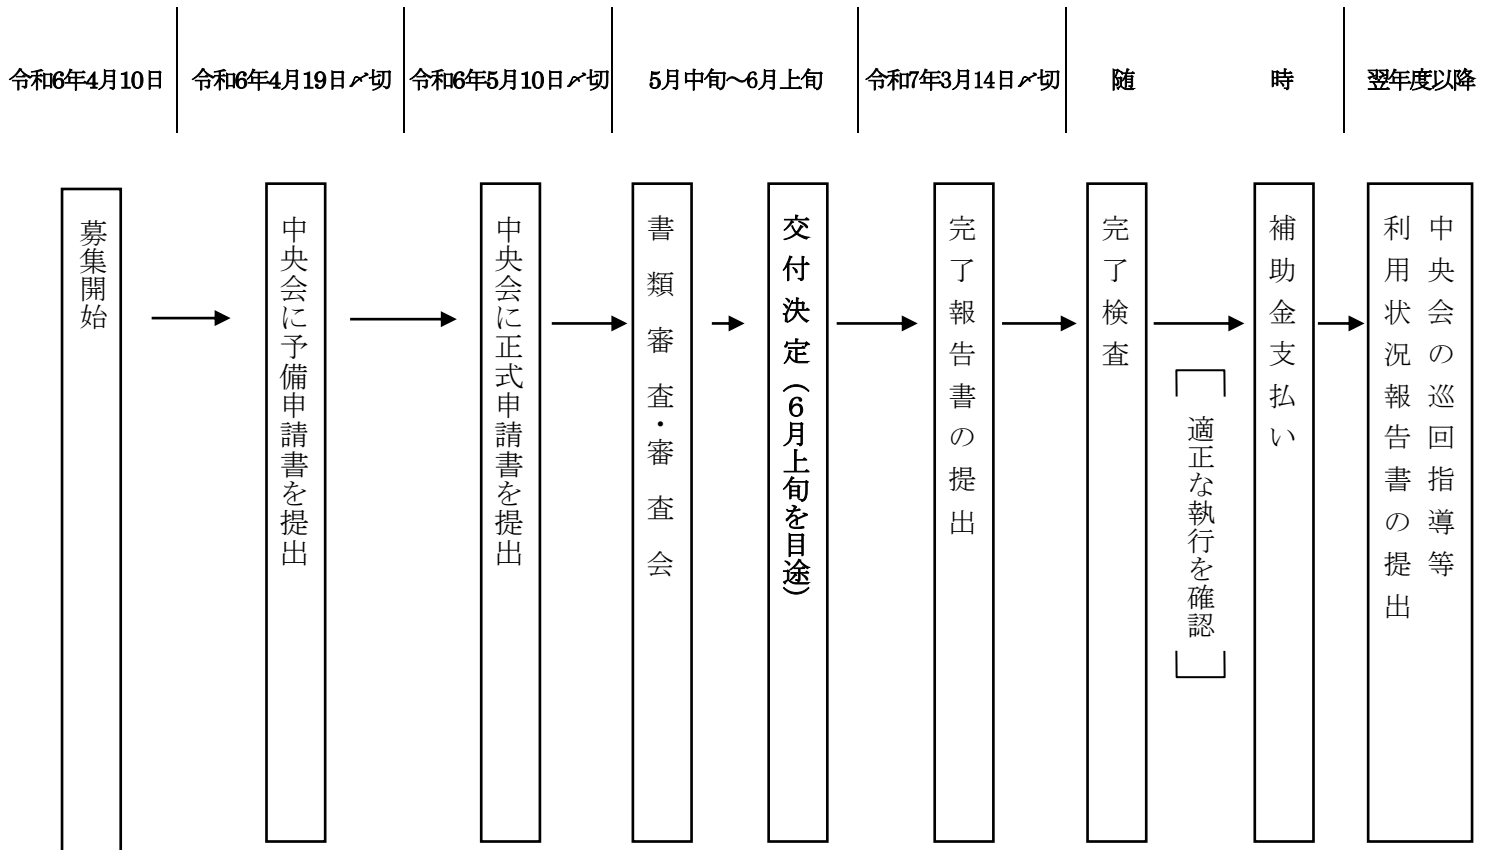 令和6年4月10日
令和6年4月19日〆切
令和6年5月10日〆切
5月中旬～6月上旬
令和7年3月14日〆切
随時
翌年度以降
募集開始
中央会に予備申請書を提出
中央会に正式申請書を提出
書類審査・審査会
交付決定（6月上旬を目途）
完了報告書の提出
完了検査
適正な執行を確認
補助金支払い
中央会の巡回指導等
利用状況報告書の提出